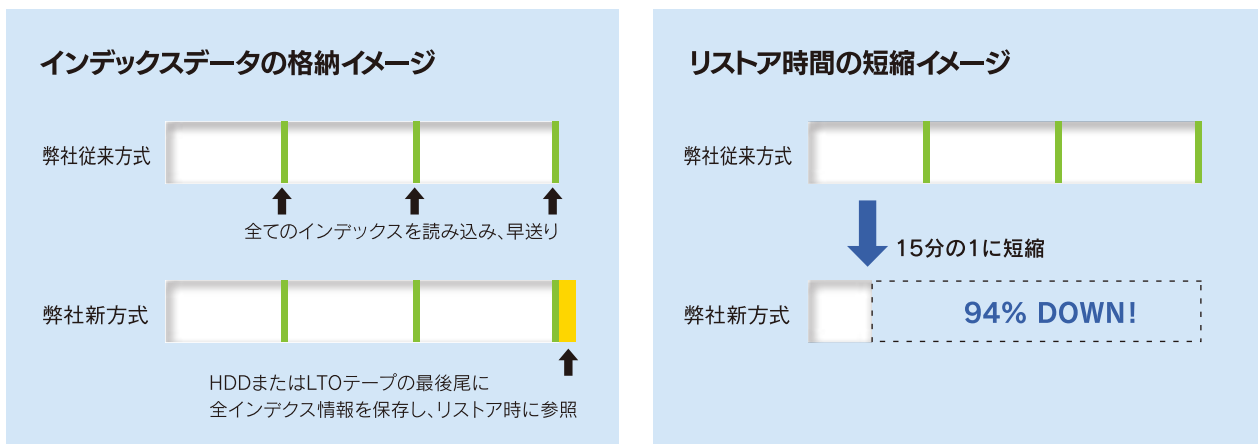 インデックスデータの格納イメージ
弊社従来方式
全てのインデックスを読み込み、早送り
弊社新方式
HDDまたはLTOテープの最後尾に
全インデクス情報を保存し、リストア時に参照
リストア時間の短縮イメージ
弊社従来方式
15分の1に短縮
弊社新方式
94% DOWN!